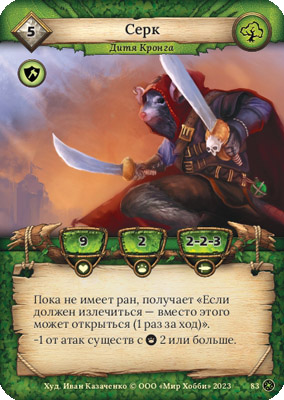 5
Серк
Дитя Кронга
9
2
2-2-3
Пока не имеет ран, получает «Если
должен излечиться — вместо этого
может открыться (1 раз за ход)».
-1 от атак существ с 2 или больше.
Худ. Иван Казаченко © ООО «Мир Хобби» 2023
83